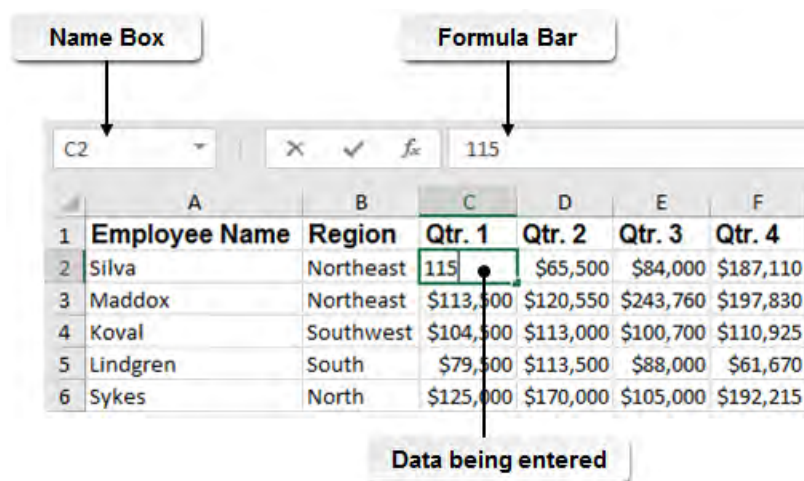 Name Box
Formula Bar
C2 fx 115
A B C D E F
1 Employee Name Region Qtr. 1 Qtr. 2 Qtr. 3 Qtr. 4
2 Silva Northeast 115 $65,500 $84,000 $187,110
3 Maddox Northeast $113,500 $120,550 $243,760 $197,830
4 Koval Southwest $104,500 $113,000 $100,700 $110,925
5 Lindgren South $79,500 $113,500 $88,000 $61,670
6 Sykes North $125,000 $170,000 $105,000 $192,215
Data being entered